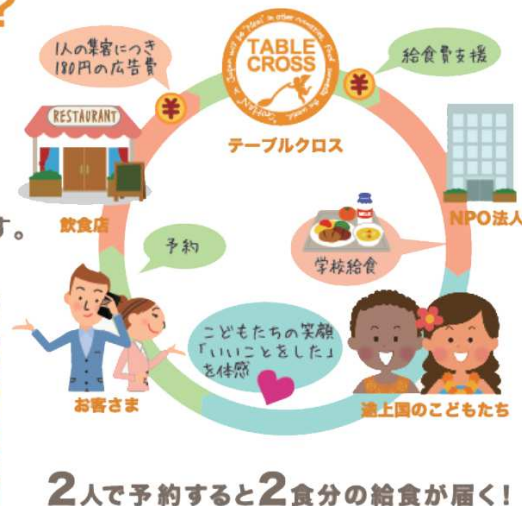 ?
1人の集客につき
180円の広告費
¥
TABLE
CROSS
¥
給食費支援
テーブルクロス
RESTAURANT
飲食店
す。
NPO法人
予約
MILK
学校給食
こどもたちの笑顔
「いいことをした」
を体感
お客さま
途上国のこどもたち
2人で予約すると2食分の給食が届く!